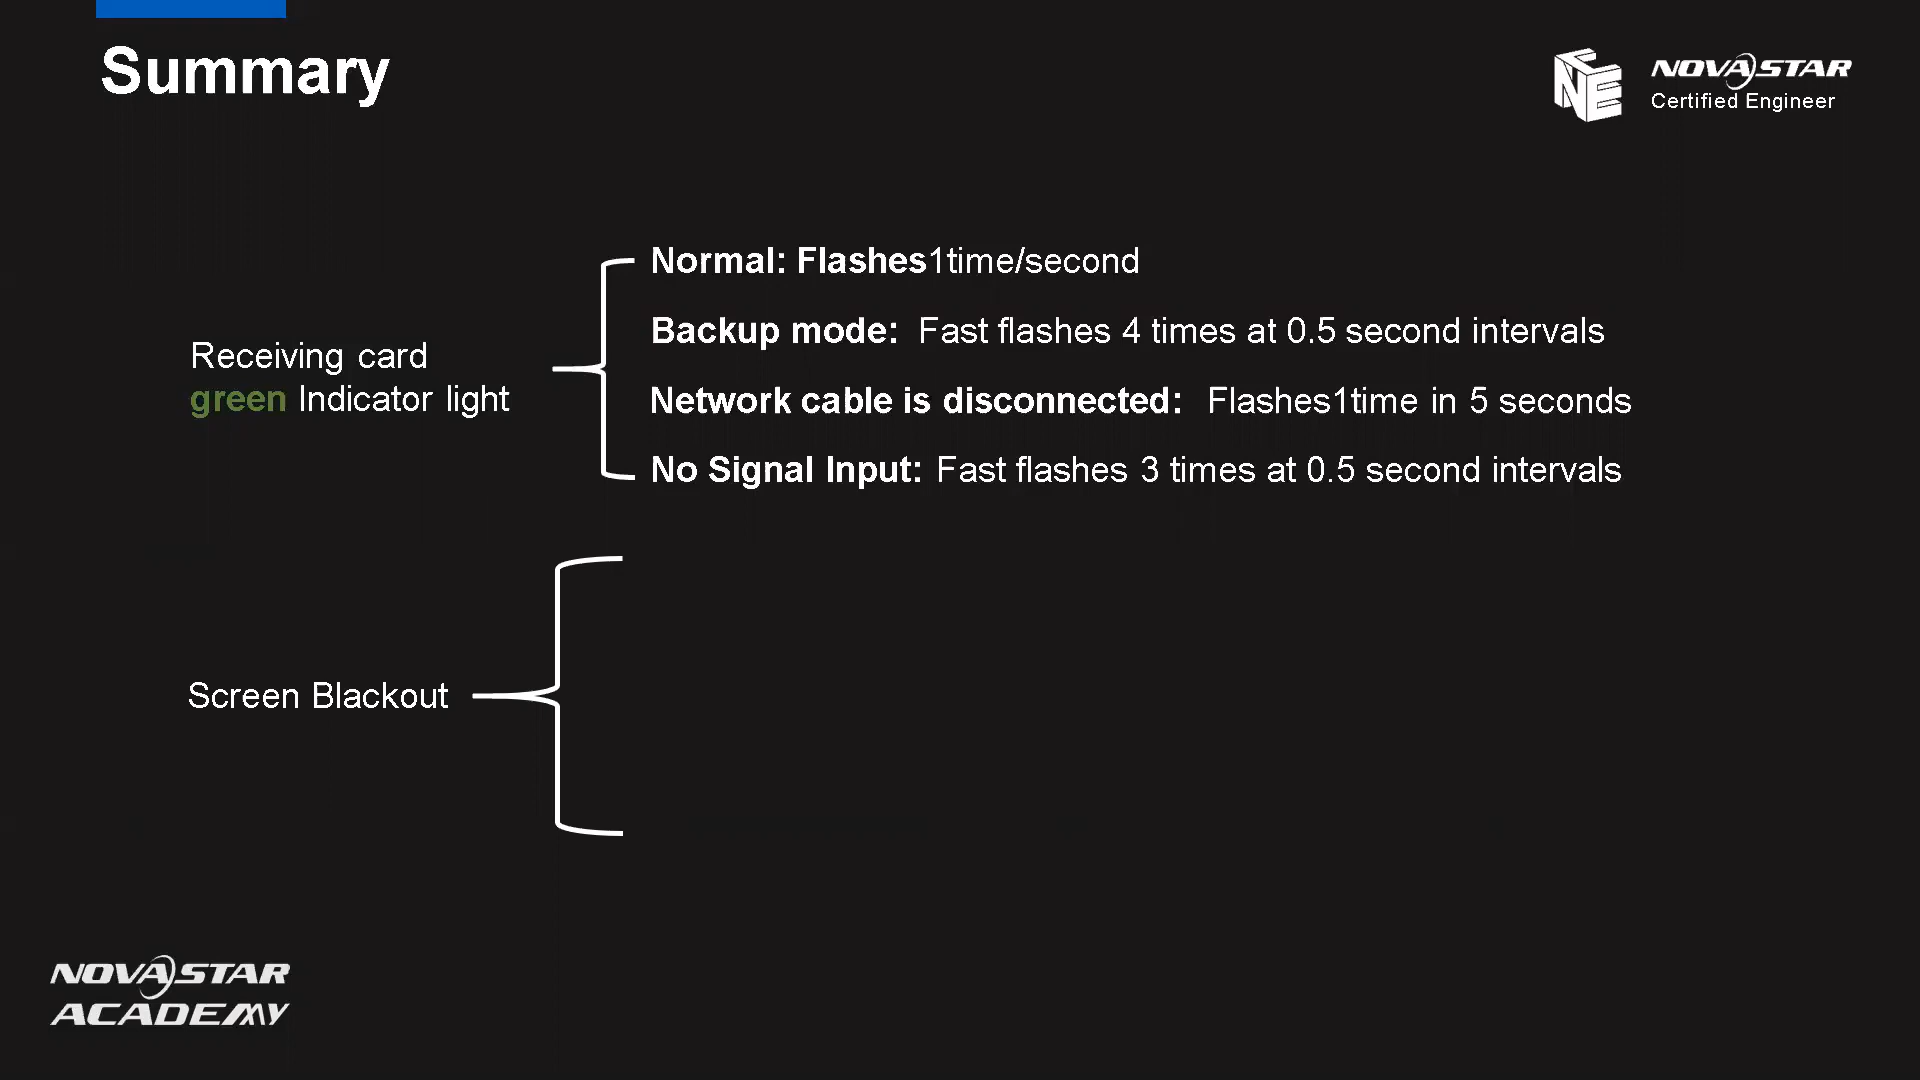 Summary
NOVASTAR
Certified Engineer
Normal: Flashes1time/second
Backup mode: Fast flashes 4 times at 0.5 second intervals
Receiving card
green Indicator light
Network cable is disconnected: Flashes1time in 5 seconds
No Signal Input: Fast flashes 3 times at 0.5 second intervals
Screen Blackout
NOVASTAR
ACADEMY